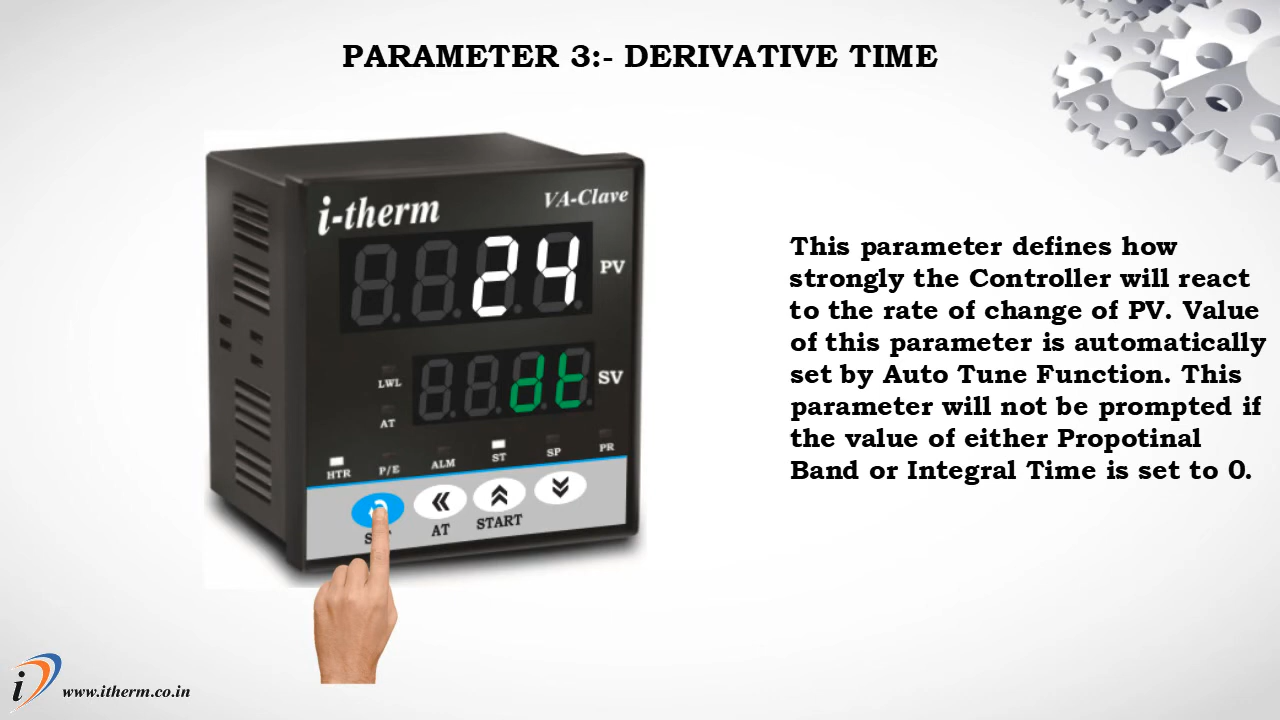 PARAMETER 3:- DERIVATIVE TIME
i-therm
VA-Clave
24
PV
dt
SV
LWL
AT
HTR P/E ALM ST SP PR
AT START
This parameter defines how
strongly the Controller will react
to the rate of change of PV. Value
of this parameter is automatically
set by Auto Tune Function. This
parameter will not be prompted if
the value of either Propotinal
Band or Integral Time is set to 0.
i
www.itherm.co.in